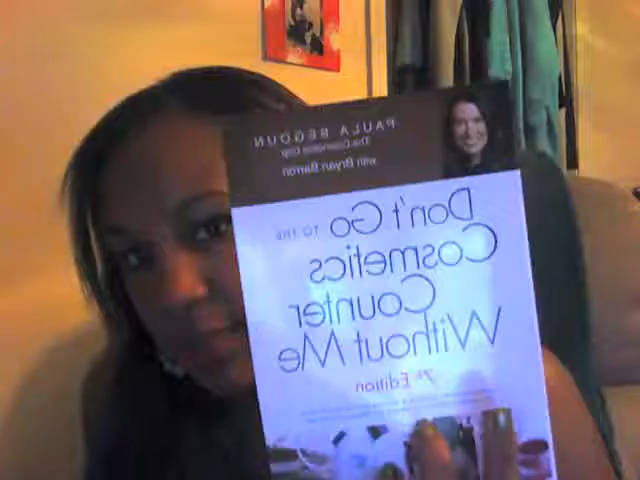 PAULA BEGOUN
The Cosmetics Cop
with Bryan Barron
Don't Go TO THE
Cosmetics
Counter
Without Me
7th Edition